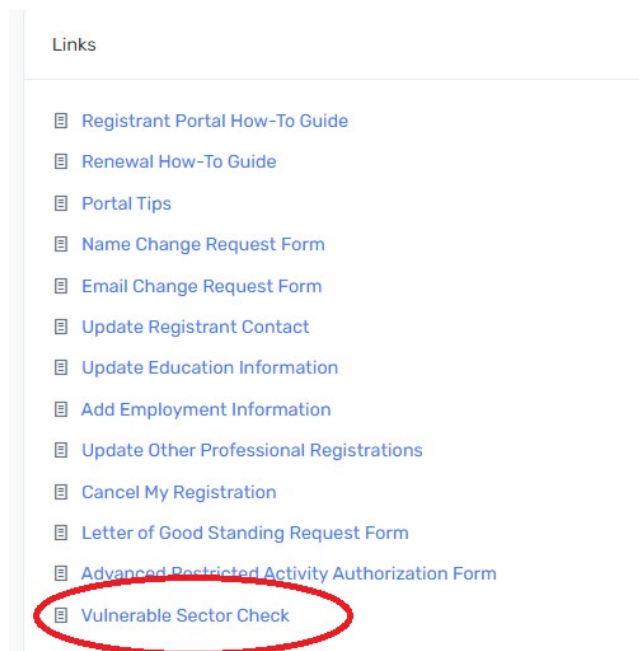 Links
Registrant Portal How-To Guide
Renewal How-To Guide
Portal Tips
Name Change Request Form
Email Change Request Form
Update Registrant Contact
Update Education Information
Add Employment Information
Update Other Professional Registrations
Cancel My Registration
Letter of Good Standing Request Form
Advanced Restricted Activity Authorization Form
Vulnerable Sector Check